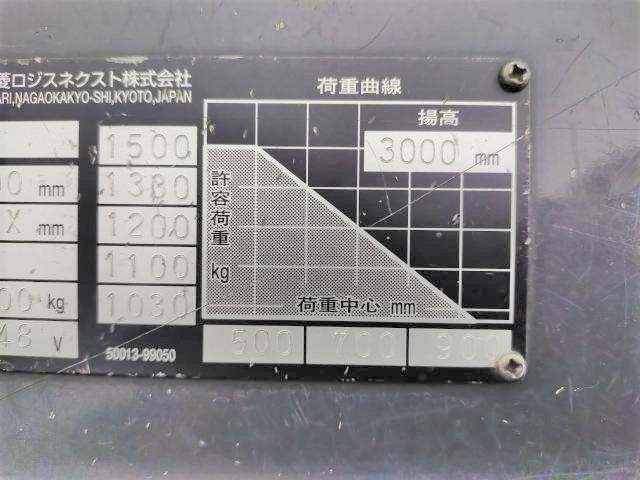 菱ロジスネクスト株式会社
ARI,NAGAOKAKYO-SHI,KYOTO,JAPAN
荷重曲線
揚高
3000 mm
1500
1330
1200
1100
1030
mm
X mm
00 kg
48 V
許容荷重 kg
荷重中心 mm
500 700 900
50013-99050